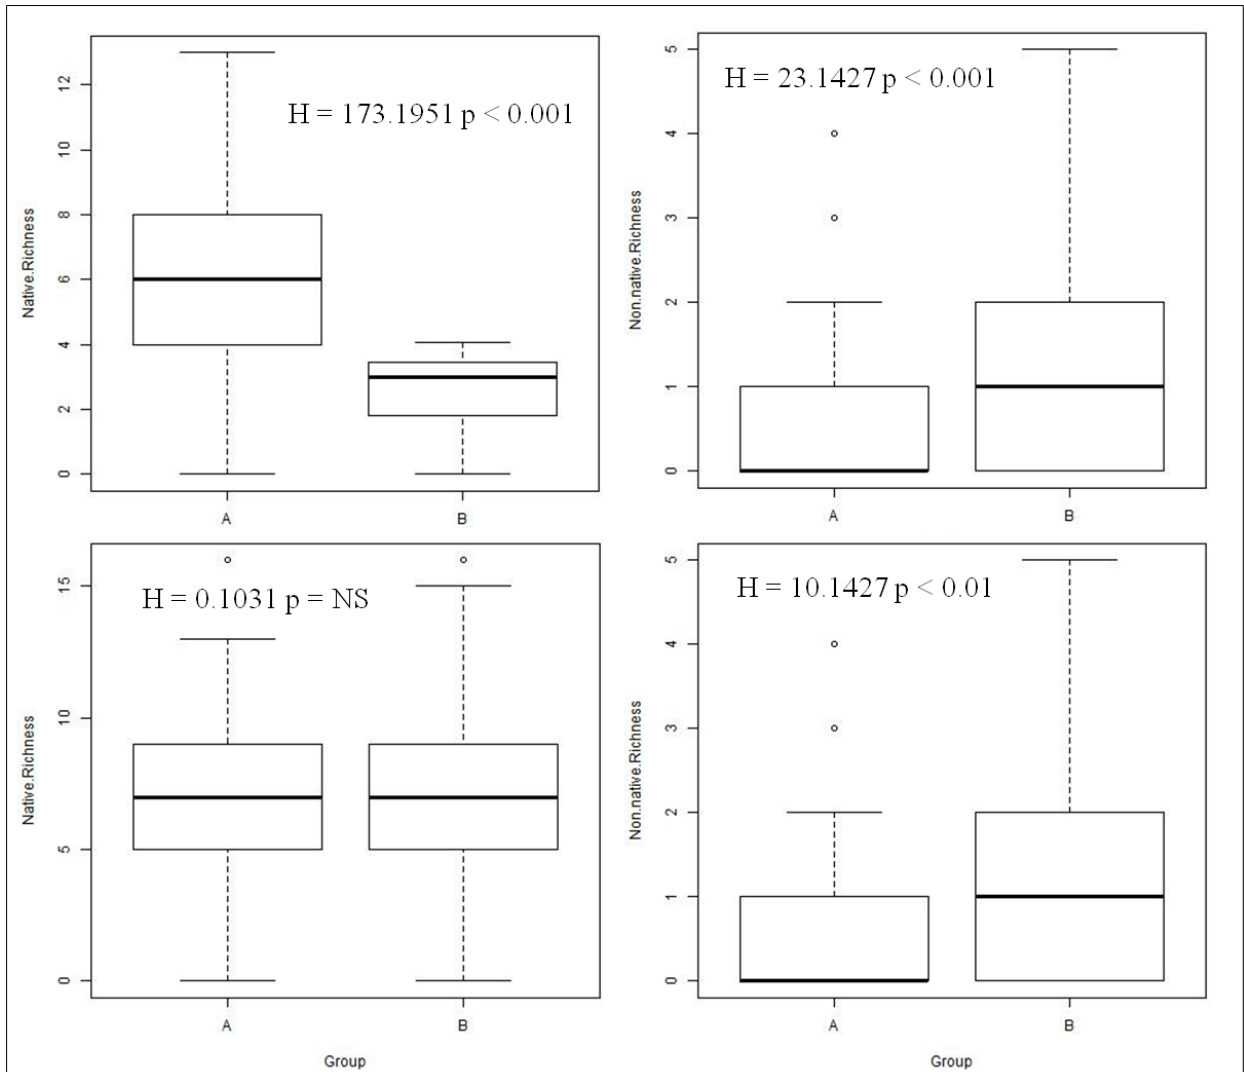 H = 173.1951 p < 0.001
Native.Richness
12
10
8
6
4
2
0
A
B
H = 23.1427 p < 0.001
Non.native.Richness
5
4
3
2
1
0
A
B
H = 0.1031 p = NS
Native.Richness
15
10
5
0
A
B
Group
H = 10.1427 p < 0.01
Non.native.Richness
5
4
3
2
1
0
A
B
Group